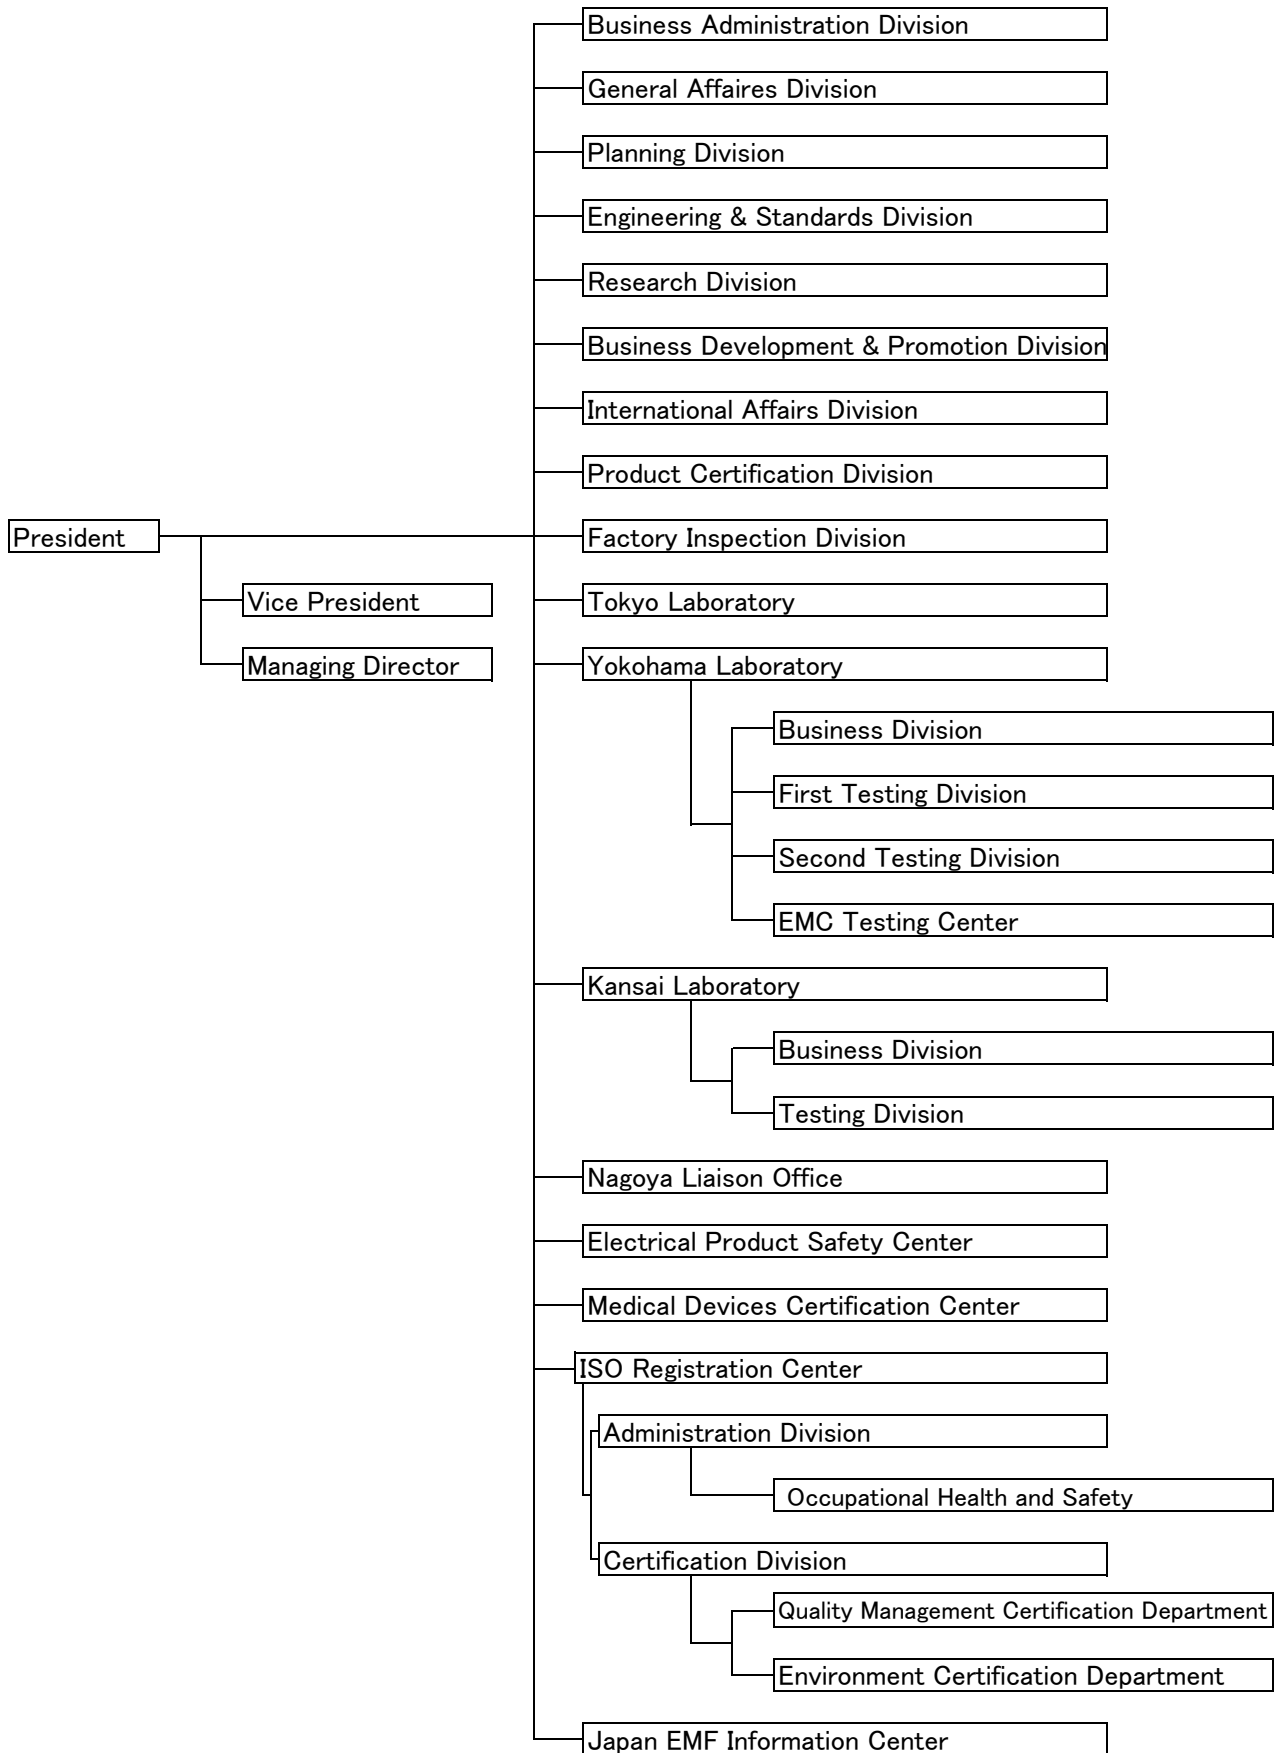 Business Administration Division
General Affaires Division
Planning Division
Engineering & Standards Division
Research Division
Business Development & Promotion Division
International Affairs Division
Product Certification Division
President
Factory Inspection Division
Vice President
Tokyo Laboratory
Managing Director
Yokohama Laboratory
Business Division
First Testing Division
Second Testing Division
EMC Testing Center
Kansai Laboratory
Business Division
Testing Division
Nagoya Liaison Office
Electrical Product Safety Center
Medical Devices Certification Center
ISO Registration Center
Administration Division
Occupational Health and Safety
Certification Division
Quality Management Certification Department
Environment Certification Department
Japan EMF Information Center